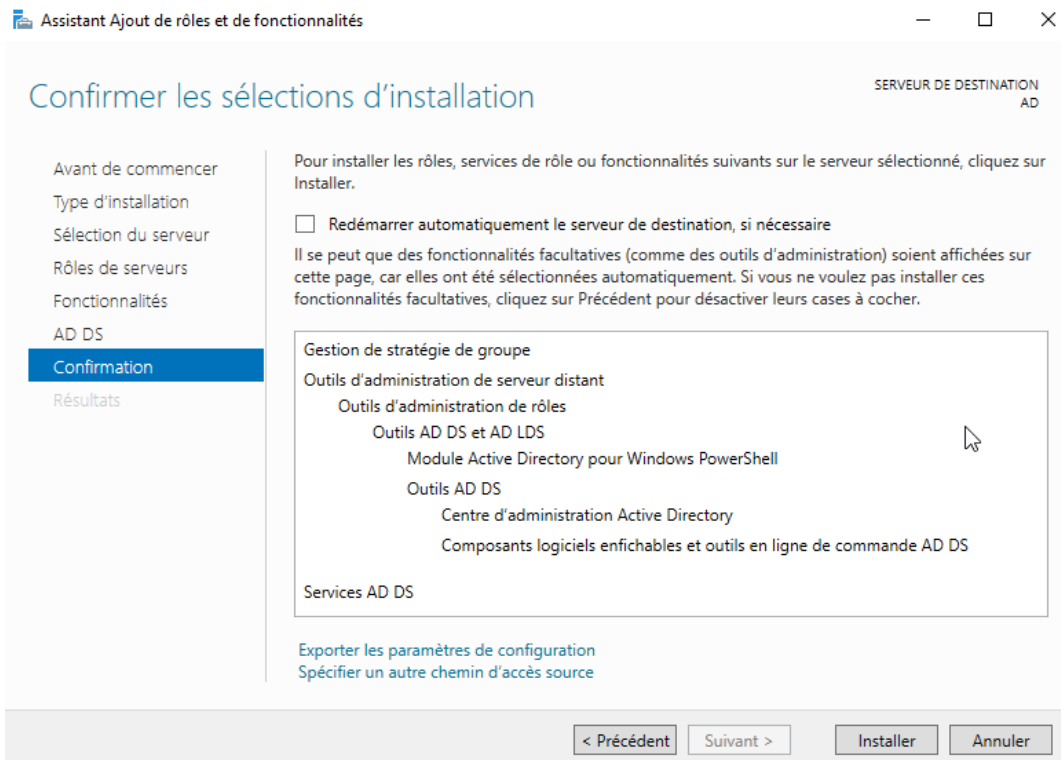 Assistant Ajout de rôles et de fonctionnalités
Confirmer les sélections d'installation
SERVEUR DE DESTINATION
AD
Avant de commencer
Type d'installation
Sélection du serveur
Rôles de serveurs
Fonctionnalités
AD DS
Confirmation
Résultats
Pour installer les rôles, services de rôle ou fonctionnalités suivants sur le serveur sélectionné, cliquez sur
Installer.
Redémarrer automatiquement le serveur de destination, si nécessaire
Il se peut que des fonctionnalités facultatives (comme des outils d'administration) soient affichées sur
cette page, car elles ont été sélectionnées automatiquement. Si vous ne voulez pas installer ces
fonctionnalités facultatives, cliquez sur Précédent pour désactiver leurs cases à cocher.
Gestion de stratégie de groupe
Outils d'administration de serveur distant
Outils d'administration de rôles
Outils AD DS et AD LDS
Module Active Directory pour Windows PowerShell
Outils AD DS
Centre d'administration Active Directory
Composants logiciels enfichables et outils en ligne de commande AD DS
Services AD DS
Exporter les paramètres de configuration
Spécifier un autre chemin d'accès source
< Précédent Suivant > Installer Annuler